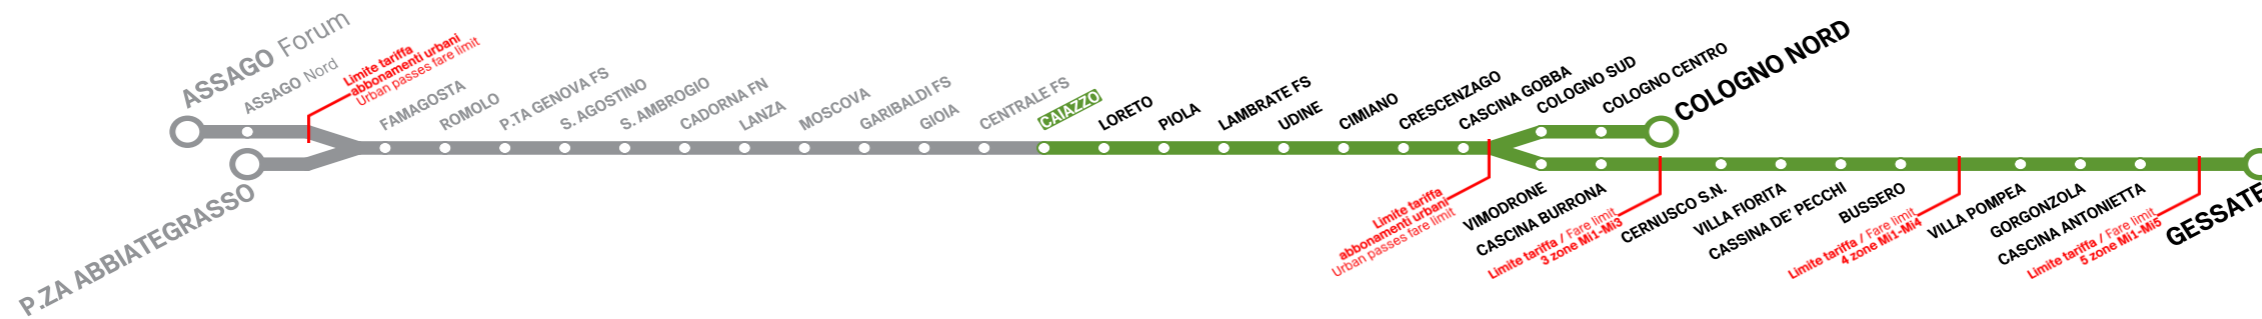 ASSAGO Forum
ASSAGO Nord
Limite tariffa
abbonamenti urbani
Urban passes fare limit
FAMAGOSTA
ROMOLO
P.TA GENOVA FS
S. AGOSTINO
S. AMBROGIO
CADORNA FN
LANZA
MOSCOVA
GARIBALDI FS
GIOIA
CENTRALE FS
CAIAZZO
LORETO
PIOLA
LAMBRATE FS
UDINE
CIMIANO
CRESCENZAGO
CASCINA GOBBA
COLOGNO SUD
COLOGNO CENTRO
COLOGNO NORD
P.ZA ABBIATEGRASSO
Limite tariffa
abbonamenti urbani
Urban passes fare limit
VIMODRONE
CASCINA BURRONA
Limite tariffa / Fare limit
3 zone Mi1-Mi3
CERNUSCO S.N.
VILLA FIORITA
CASSINA DE' PECCHI
BUSSERO
Limite tariffa / Fare limit
4 zone Mi1-Mi4
VILLA POMPEA
GORGONZOLA
CASCINA ANTONIETTA
Limite tariffa / Fare limit
5 zone Mi1-Mi5
GESSATE